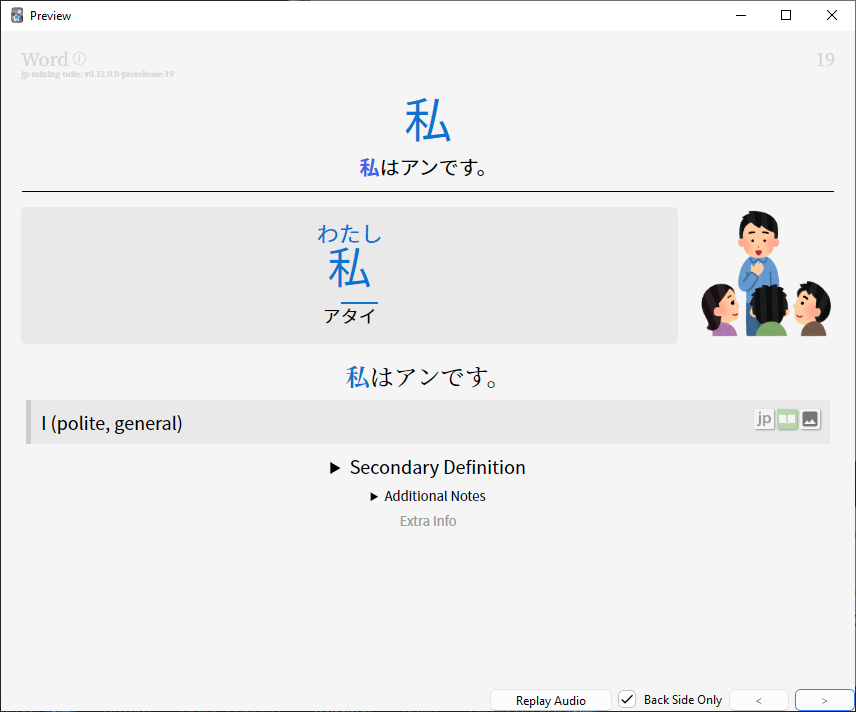 Preview
Word ⓘ
19
jp-mining-note: v0.12.0.0-prerelease-19
私
私はアンです。
わたし
私
アタイ
私はアンです。
I (polite, general)
jp
▶ Secondary Definition
▶ Additional Notes
Extra Info
Replay Audio
Back Side Only
<
>